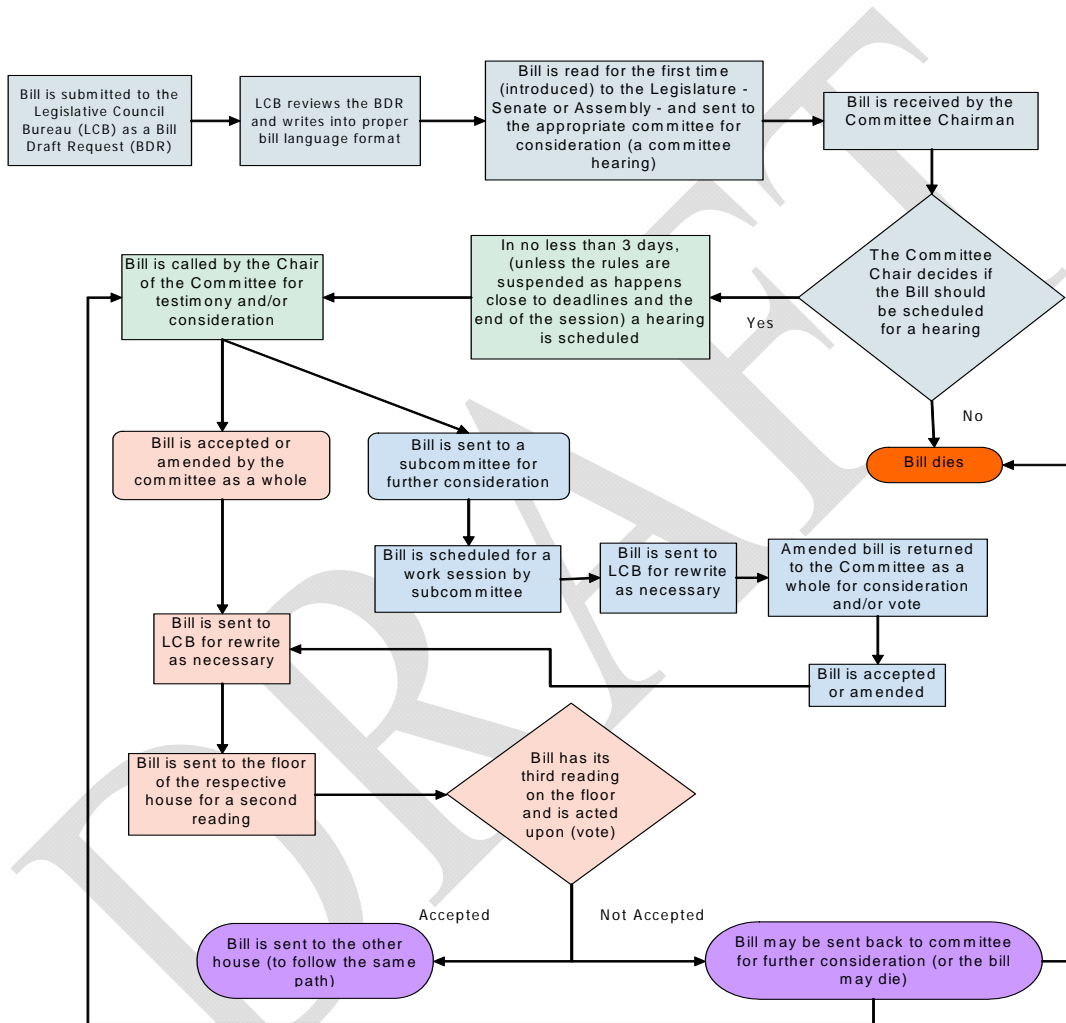 Bill is submitted to the
Legislative Council
Bureau (LCB) as a Bill
Draft Request (BDR)
LCB reviews the BDR
and writes into proper
bill language format
Bill is read for the first time
(introduced) to the Legislature -
Senate or Assembly - and sent to
the appropriate committee for
consideration (a committee
hearing)
Bill is received by the
Committee Chairman
The Committee
Chair decides if
the Bill should
be scheduled
for a hearing
Yes
No
In no less than 3 days,
(unless the rules are
suspended as happens
close to deadlines and the
end of the session) a hearing
is scheduled
Bill is called by the Chair
of the Committee for
testimony and/or
consideration
Bill is accepted or
amended by the
committee as a whole
Bill is sent to a
subcommittee for
further consideration
Bill dies
Bill is scheduled for a
work session by
subcommittee
Bill is sent to
LCB for rewrite
as necessary
Amended bill is returned
to the Committee as a
whole for consideration
and/or vote
Bill is accepted
or amended
Bill is sent to
LCB for rewrite
as necessary
Bill is sent to the floor
of the respective
house for a second
reading
Bill has its
third reading
on the floor
and is acted
upon (vote)
Accepted
Not Accepted
Bill is sent to the other
house (to follow the same
path)
Bill may be sent back to committee
for further consideration (or the bill
may die)
DRAFT